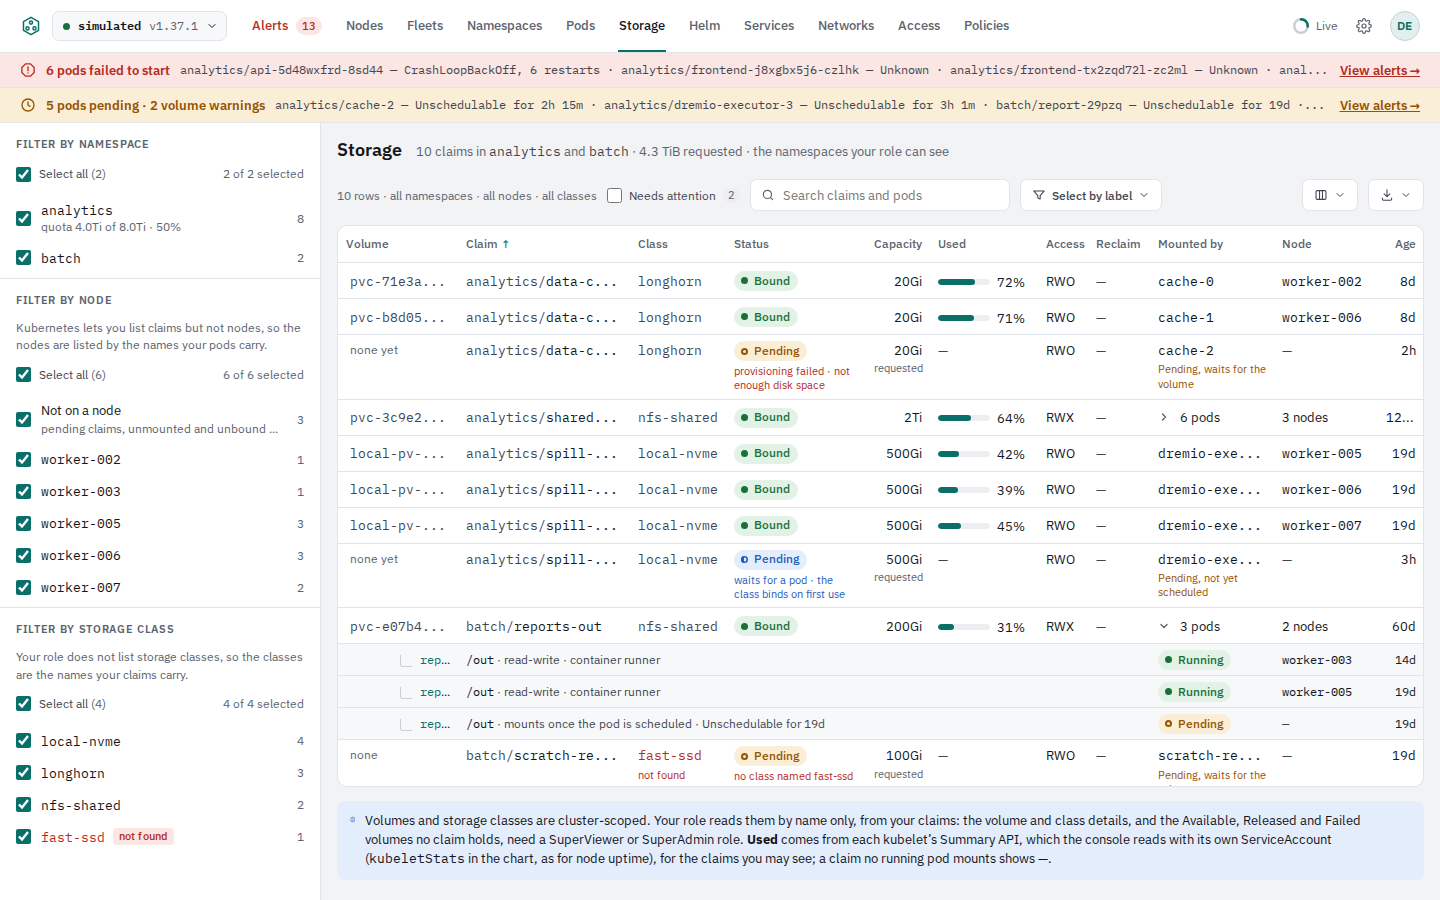 simulated v1.37.1
Alerts 13 Nodes Fleets Namespaces Pods Storage Helm Services Networks Access Policies
Live DE
6 pods failed to start analytics/api-5d48wxfrd-8sd44 — CrashLoopBackOff, 6 restarts · analytics/frontend-j8xgbx5j6-czlhk — Unknown · analytics/frontend-tx2zqd72l-zc2ml — Unknown · anal... View alerts →
5 pods pending · 2 volume warnings analytics/cache-2 — Unschedulable for 2h 15m · analytics/dremio-executor-3 — Unschedulable for 3h 1m · batch/report-29pzq — Unschedulable for 19d ·... View alerts →
FILTER BY NAMESPACE
Select all (2) 2 of 2 selected
analytics 8
quota 4.0Ti of 8.0Ti · 50%
batch 2
FILTER BY NODE
Kubernetes lets you list claims but not nodes, so the
nodes are listed by the names your pods carry.
Select all (6) 6 of 6 selected
Not on a node 3
pending claims, unmounted and unbound ...
worker-002 1
worker-003 1
worker-005 3
worker-006 3
worker-007 2
FILTER BY STORAGE CLASS
Your role does not list storage classes, so the classes
are the names your claims carry.
Select all (4) 4 of 4 selected
local-nvme 4
longhorn 3
nfs-shared 2
fast-ssd not found 1
Storage 10 claims in analytics and batch · 4.3 TiB requested · the namespaces your role can see
10 rows · all namespaces · all nodes · all classes Needs attention 2 Search claims and pods Select by label
Volume Claim ↑ Class Status Capacity Used Access Reclaim Mounted by Node Age
pvc-71e3a... analytics/data-c... longhorn Bound 20Gi 72% RWO — cache-0 worker-002 8d
pvc-b8d05... analytics/data-c... longhorn Bound 20Gi 71% RWO — cache-1 worker-006 8d
none yet analytics/data-c... longhorn Pending 20Gi — RWO — cache-2 — 2h
provisioning failed · not requested Pending, waits for the
enough disk space volume
pvc-3c9e2... analytics/shared... nfs-shared Bound 2Ti 64% RWX — 6 pods 3 nodes 12...
local-pv-... analytics/spill-... local-nvme Bound 500Gi 42% RWO — dremio-exe... worker-005 19d
local-pv-... analytics/spill-... local-nvme Bound 500Gi 39% RWO — dremio-exe... worker-006 19d
local-pv-... analytics/spill-... local-nvme Bound 500Gi 45% RWO — dremio-exe... worker-007 19d
none yet analytics/spill-... local-nvme Pending 500Gi — RWO — dremio-exe... — 3h
waits for a pod · the requested Pending, not yet
class binds on first use scheduled
pvc-e07b4... batch/reports-out nfs-shared Bound 200Gi 31% RWX — 3 pods 2 nodes 60d
rep... /out · read-write · container runner Running worker-003 14d
rep... /out · read-write · container runner Running worker-005 19d
rep... /out · mounts once the pod is scheduled · Unschedulable for 19d Pending — 19d
none batch/scratch-re... fast-ssd Pending 100Gi — RWO — scratch-re... — 19d
not found no class named fast-ssd requested Pending, waits for the
Volumes and storage classes are cluster-scoped. Your role reads them by name only, from your claims: the volume and class details, and the Available, Released and Failed
volumes no claim holds, need a SuperViewer or SuperAdmin role. Used comes from each kubelet's Summary API, which the console reads with its own ServiceAccount
(kubeletStats in the chart, as for node uptime), for the claims you may see; a claim no running pod mounts shows —.